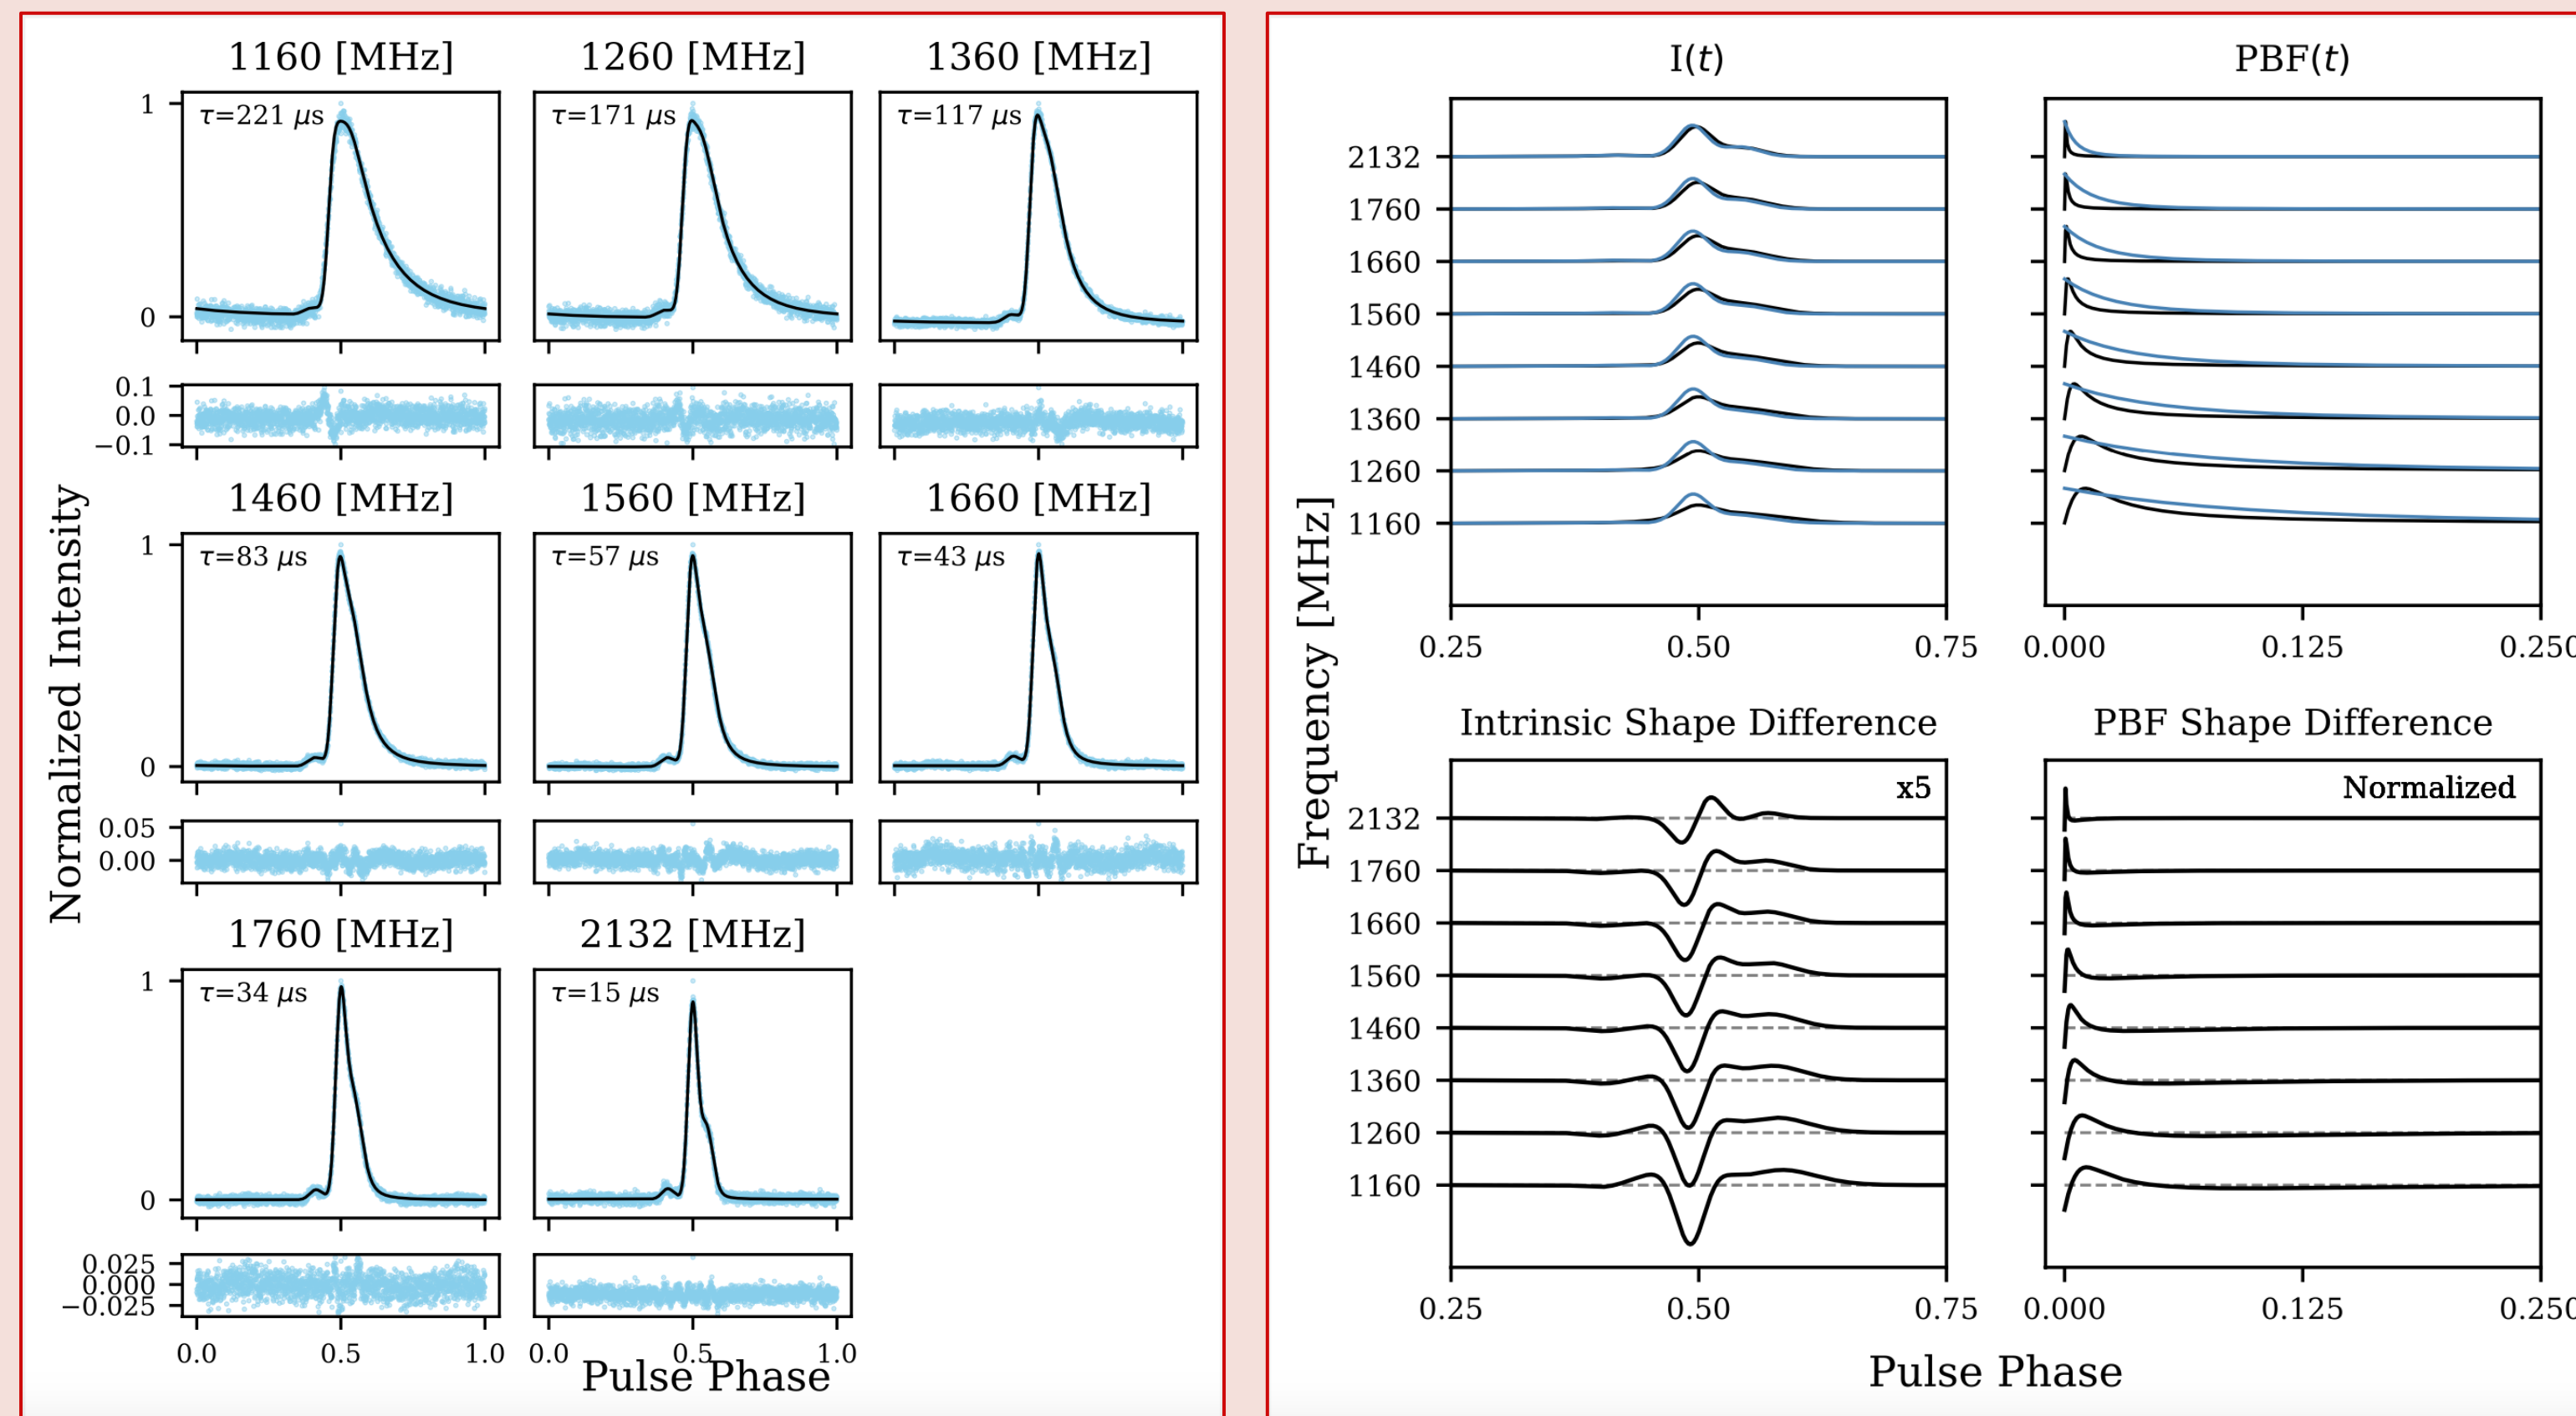 1160 [MHz]
1260 [MHz]
1360 [MHz]
1
τ=221 μs
τ=171 μs
τ=117 μs
0
0.1
0.0
−0.1
1460 [MHz]
1560 [MHz]
1660 [MHz]
1
τ=83 μs
τ=57 μs
τ=43 μs
0
0.05
0.00
1760 [MHz]
2132 [MHz]
1
τ=34 μs
τ=15 μs
0
0.025
0.000
−0.025
0.0
0.5
1.0
0.0
0.5
1.0
Pulse Phase
Normalized Intensity
I(t)
PBF(t)
2132
1760
1660
1560
1460
1360
1260
1160
0.25
0.50
0.75
0.000
0.125
0.250
Frequency [MHz]
Intrinsic Shape Difference
PBF Shape Difference
x5
Normalized
2132
1760
1660
1560
1460
1360
1260
1160
0.25
0.50
0.75
0.000
0.125
0.250
Pulse Phase